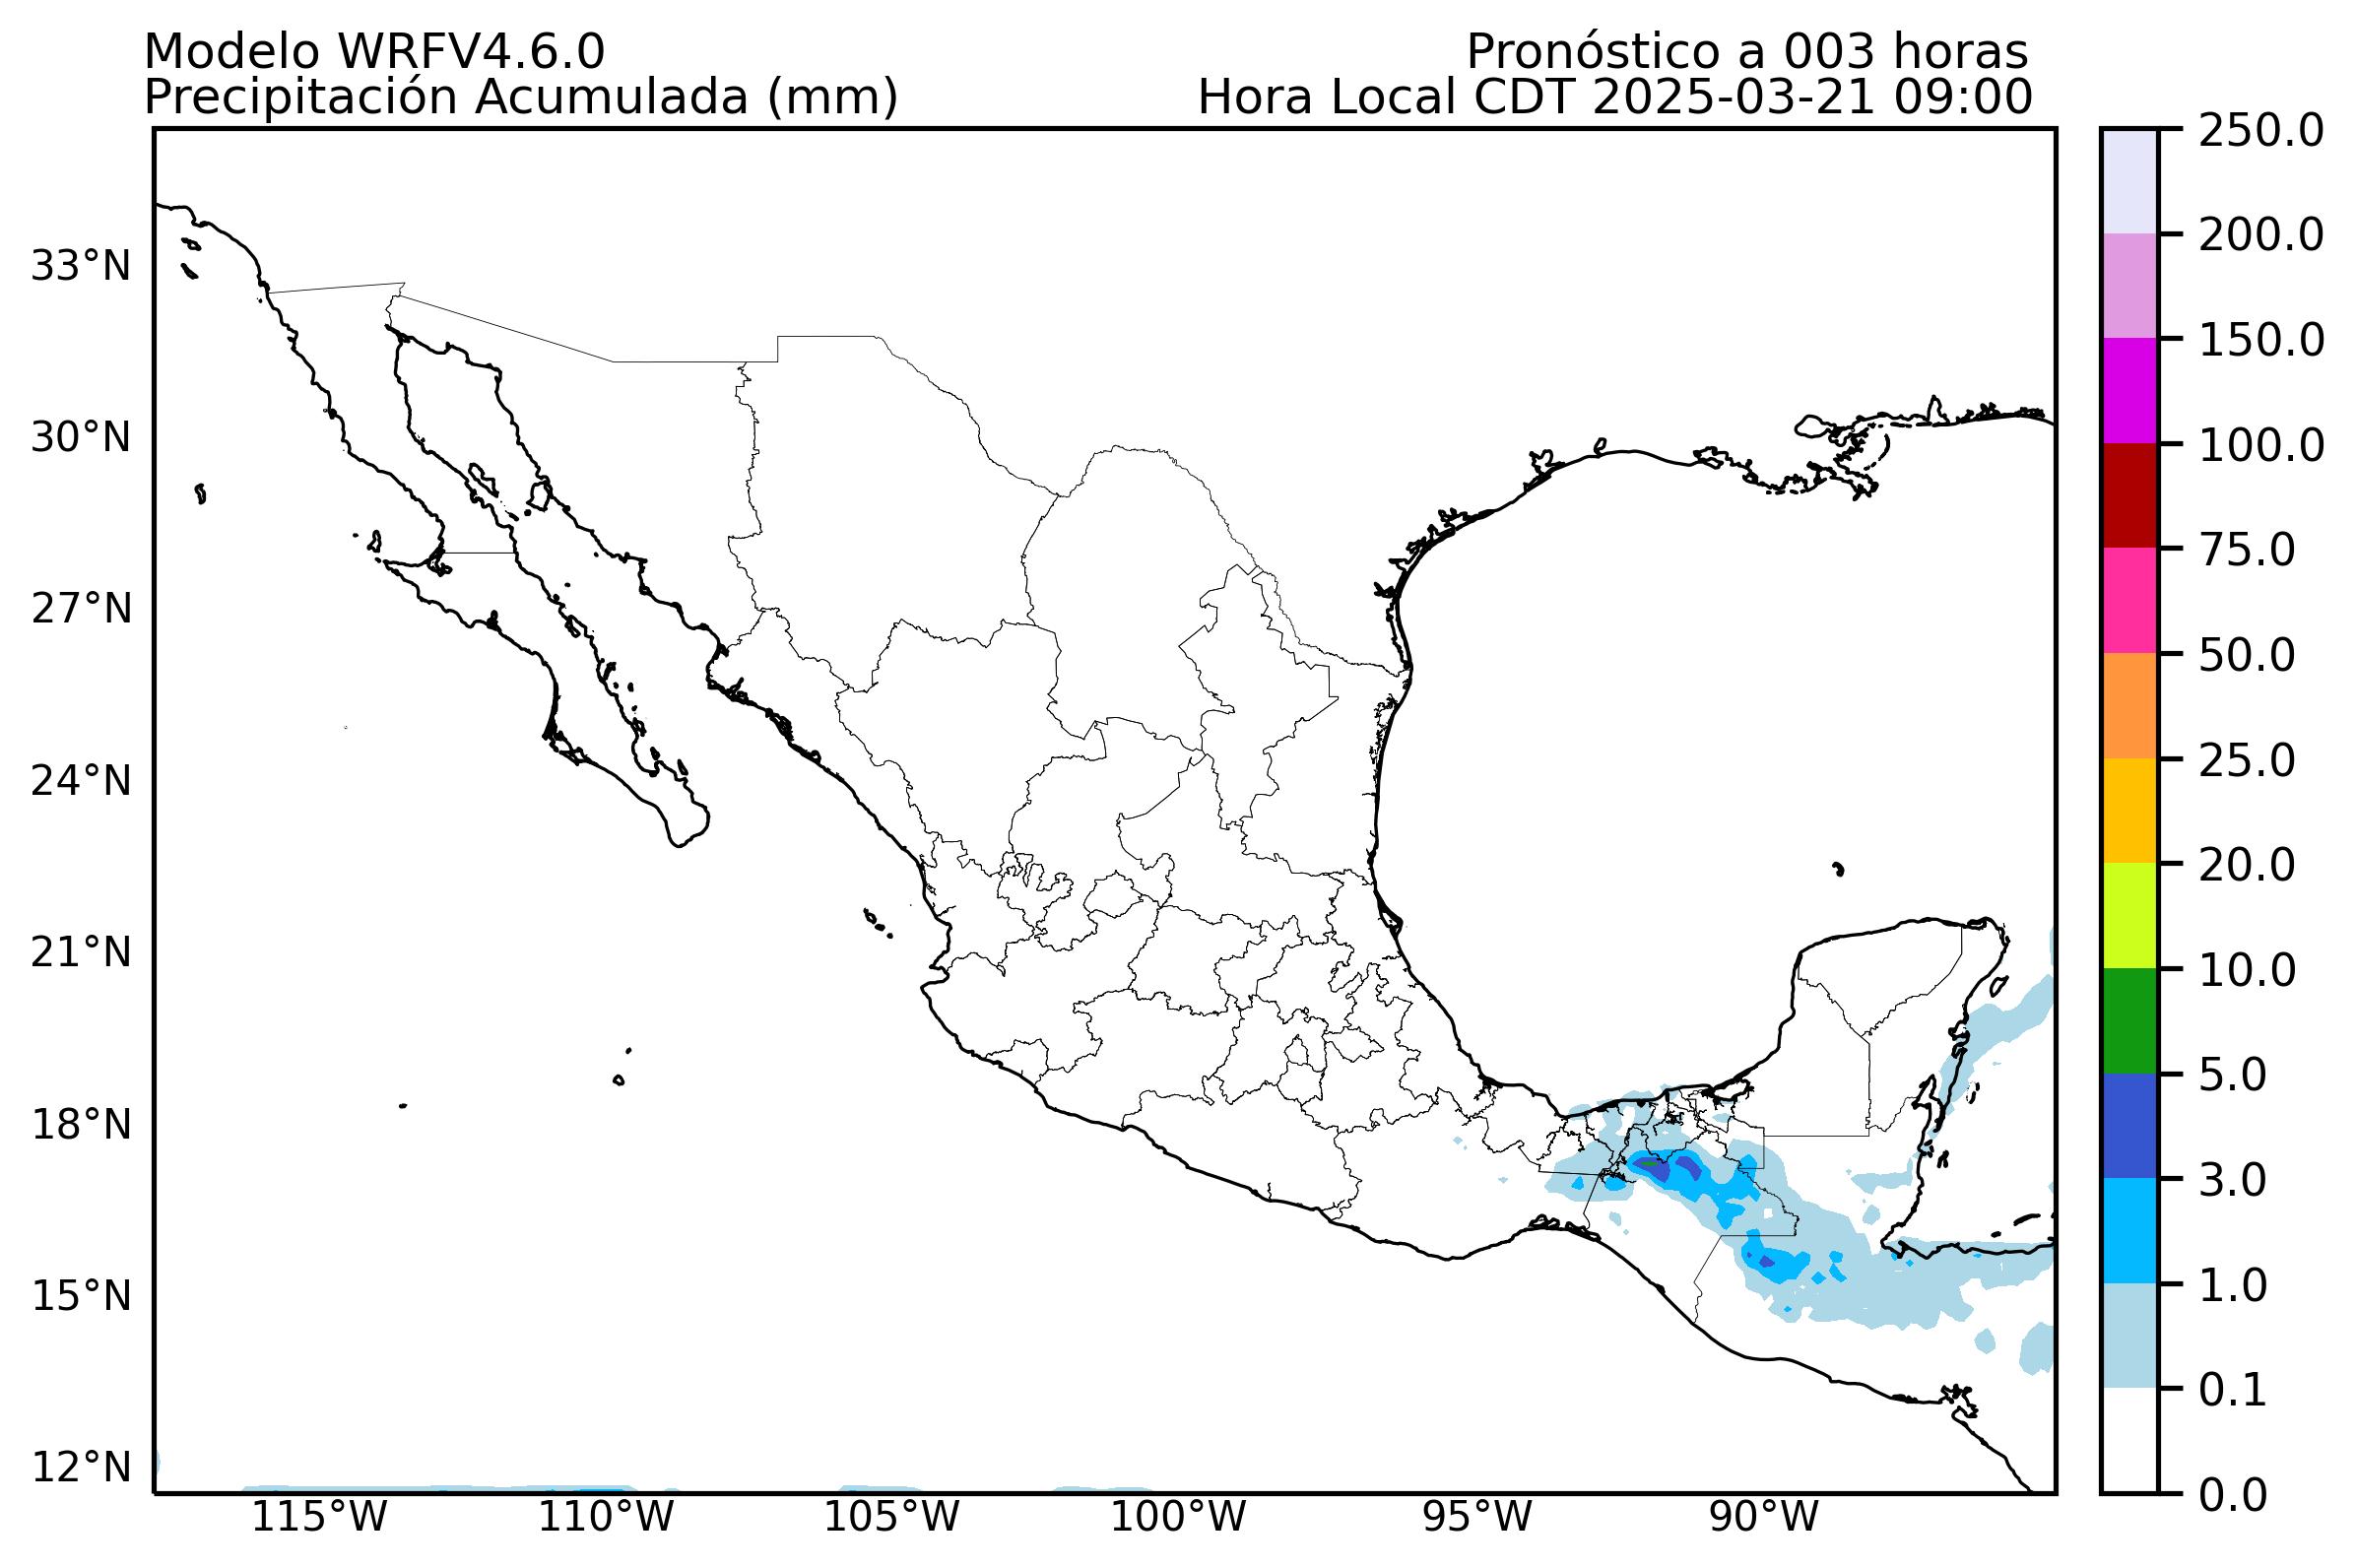 Modelo WRFV4.6.0
Precipitación Acumulada (mm)
Pronóstico a 003 horas
Hora Local CDT 2025-03-21 09:00
33°N
30°N
27°N
24°N
21°N
18°N
15°N
12°N
115°W
110°W
105°W
100°W
95°W
90°W
250.0
200.0
150.0
100.0
75.0
50.0
25.0
20.0
10.0
5.0
3.0
1.0
0.1
0.0